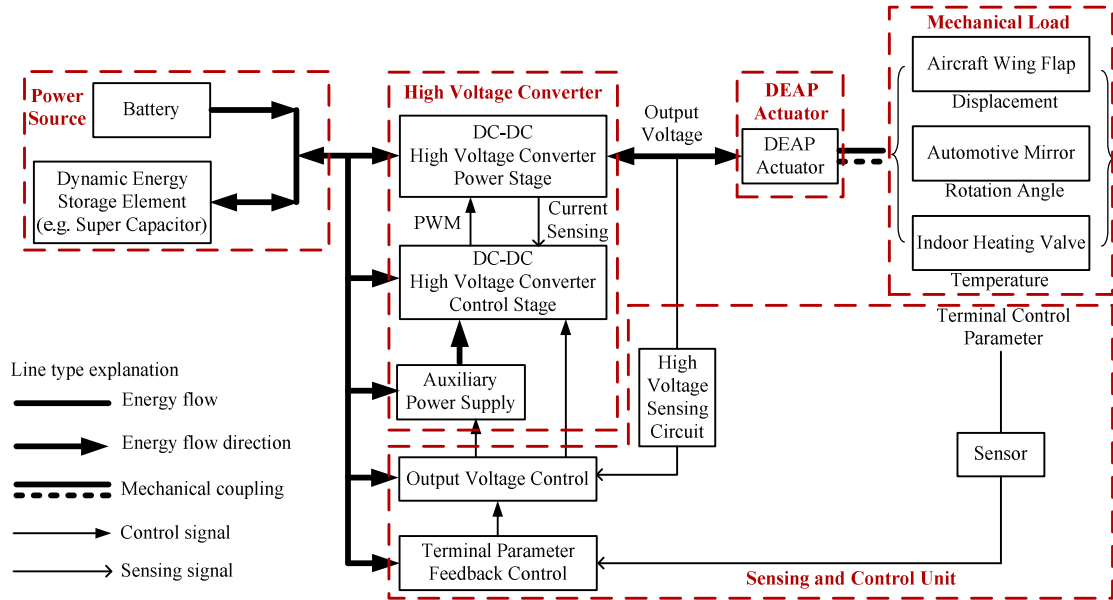 Mechanical Load
Aircraft Wing Flap
Displacement
Automotive Mirror
Rotation Angle
Indoor Heating Valve
Temperature
Power
Source
Battery
Dynamic Energy
Storage Element
(e.g. Super Capacitor)
High Voltage Converter
DC-DC
High Voltage Converter
Power Stage
PWM
Current
Sensing
DC-DC
High Voltage Converter
Control Stage
Auxiliary
Power Supply
Output
Voltage
DEAP
Actuator
DEAP
Actuator
Terminal Control
Parameter
High
Voltage
Sensing
Circuit
Sensor
Output Voltage Control
Terminal Parameter
Feedback Control
Sensing and Control Unit
Line type explanation
Energy flow
Energy flow direction
Mechanical coupling
Control signal
Sensing signal